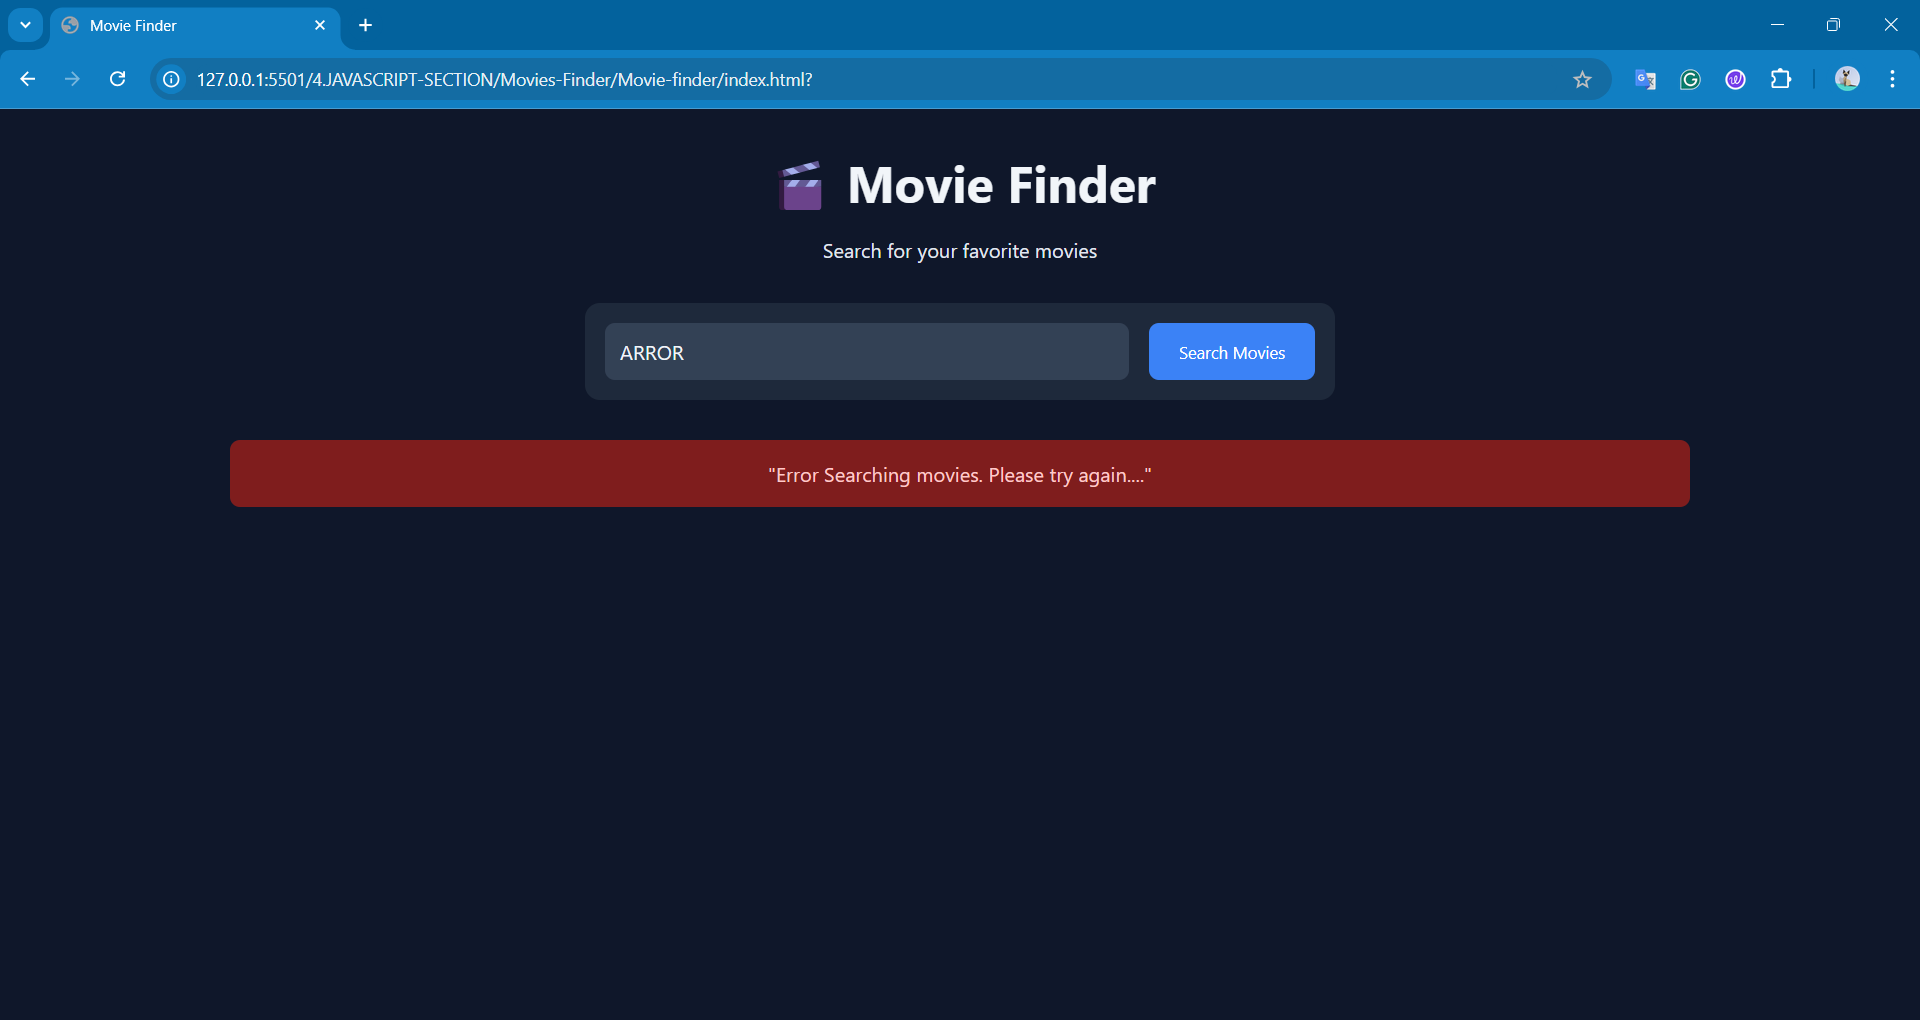 Movie Finder
127.0.0.1:5501/4.JAVASCRIPT-SECTION/Movies-Finder/Movie-finder/index.html?
Movie Finder
Search for your favorite movies
ARROR
Search Movies
"Error Searching movies. Please try again...."